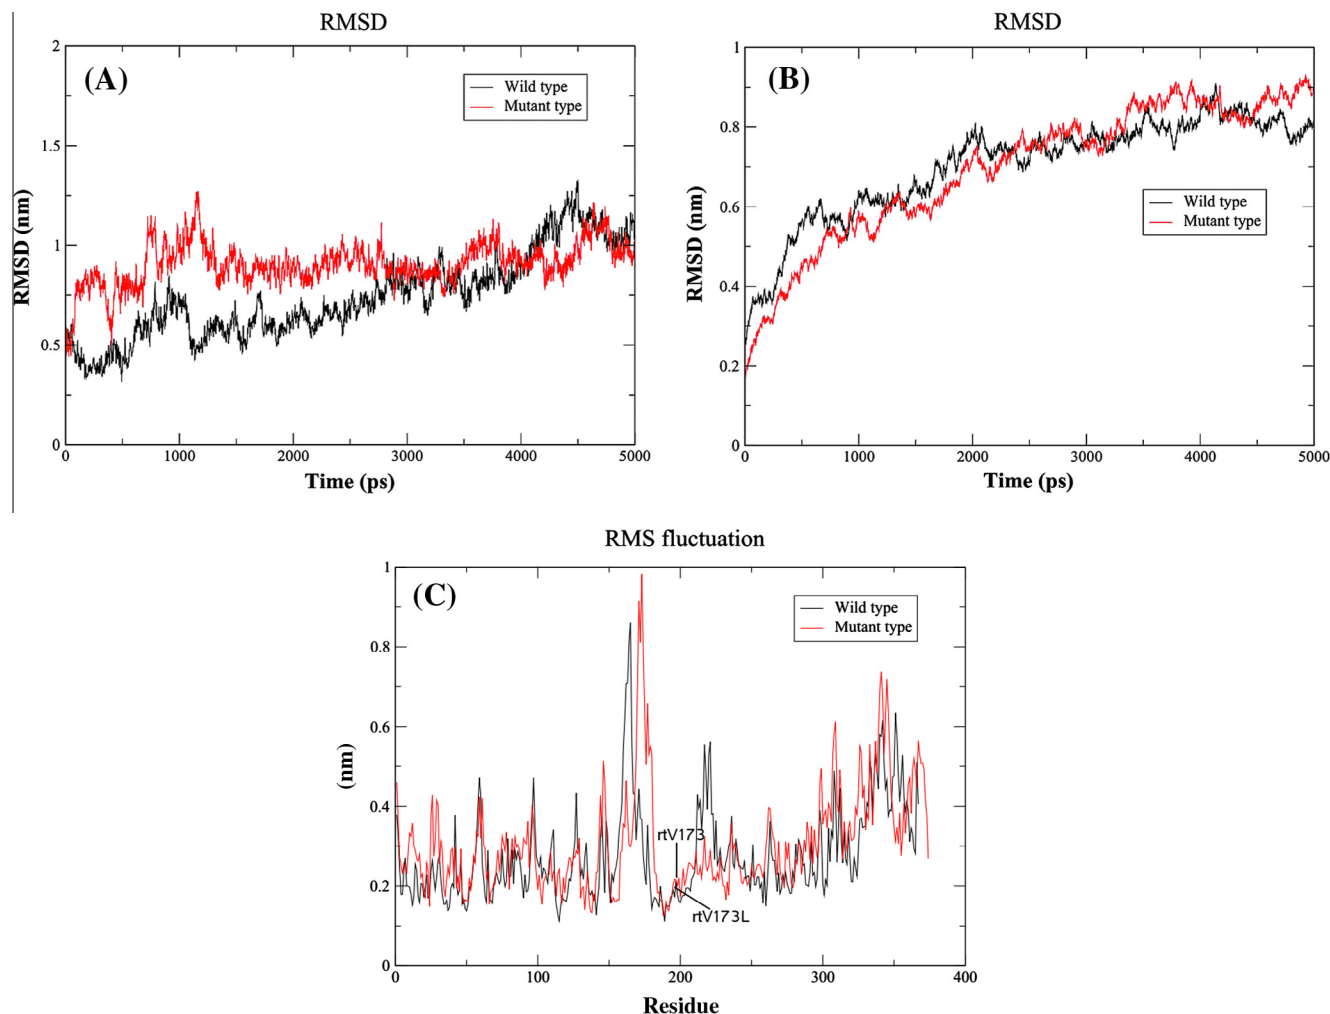 RMSD
(A)
Wild type
Mutant type
2
1.5
1
0.5
0
RMSD (nm)
0 1000 2000 3000 4000 5000
Time (ps)
RMSD
(B)
Wild type
Mutant type
1
0.8
0.6
0.4
0.2
0
RMSD (nm)
0 1000 2000 3000 4000 5000
Time (ps)
RMS fluctuation
(C)
Wild type
Mutant type
1
0.8
0.6
0.4
0.2
0
(nm)
rtV173
rtV173L
0 100 200 300 400
Residue